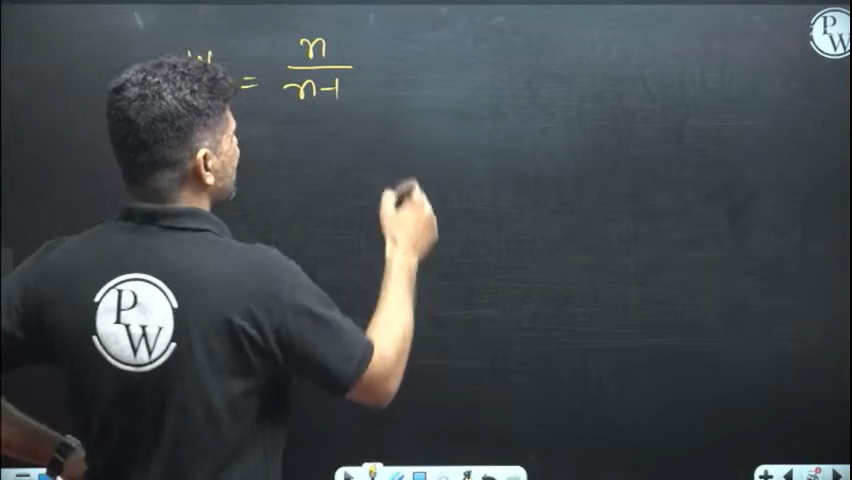 = n/(n-1)
PW
PW